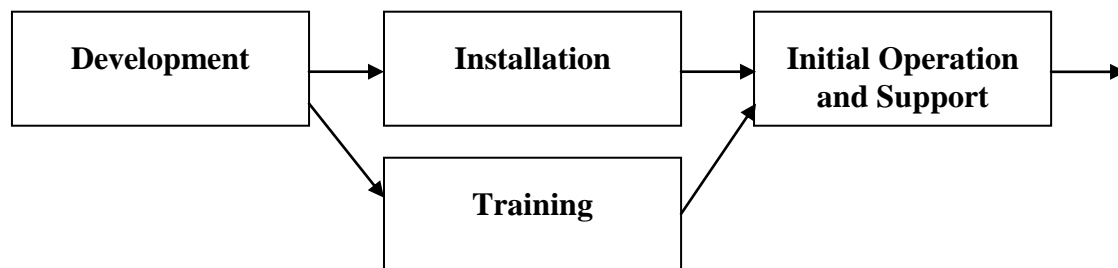 Development
Installation
Initial Operation
and Support
Training